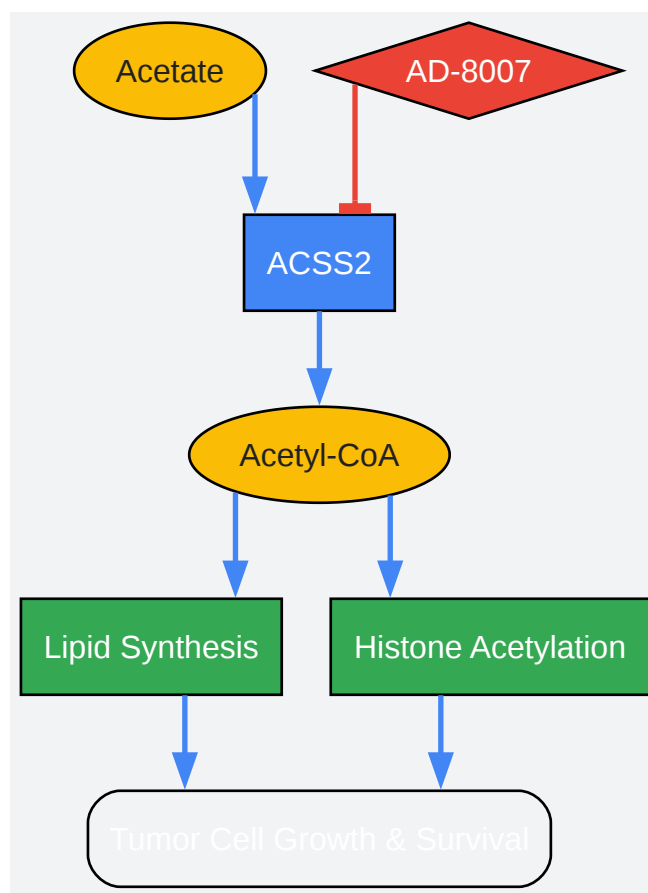 Acetate
AD-8007
ACSS2
Acetyl-CoA
Lipid Synthesis
Histone Acetylation
Tumor Cell Growth & Survival